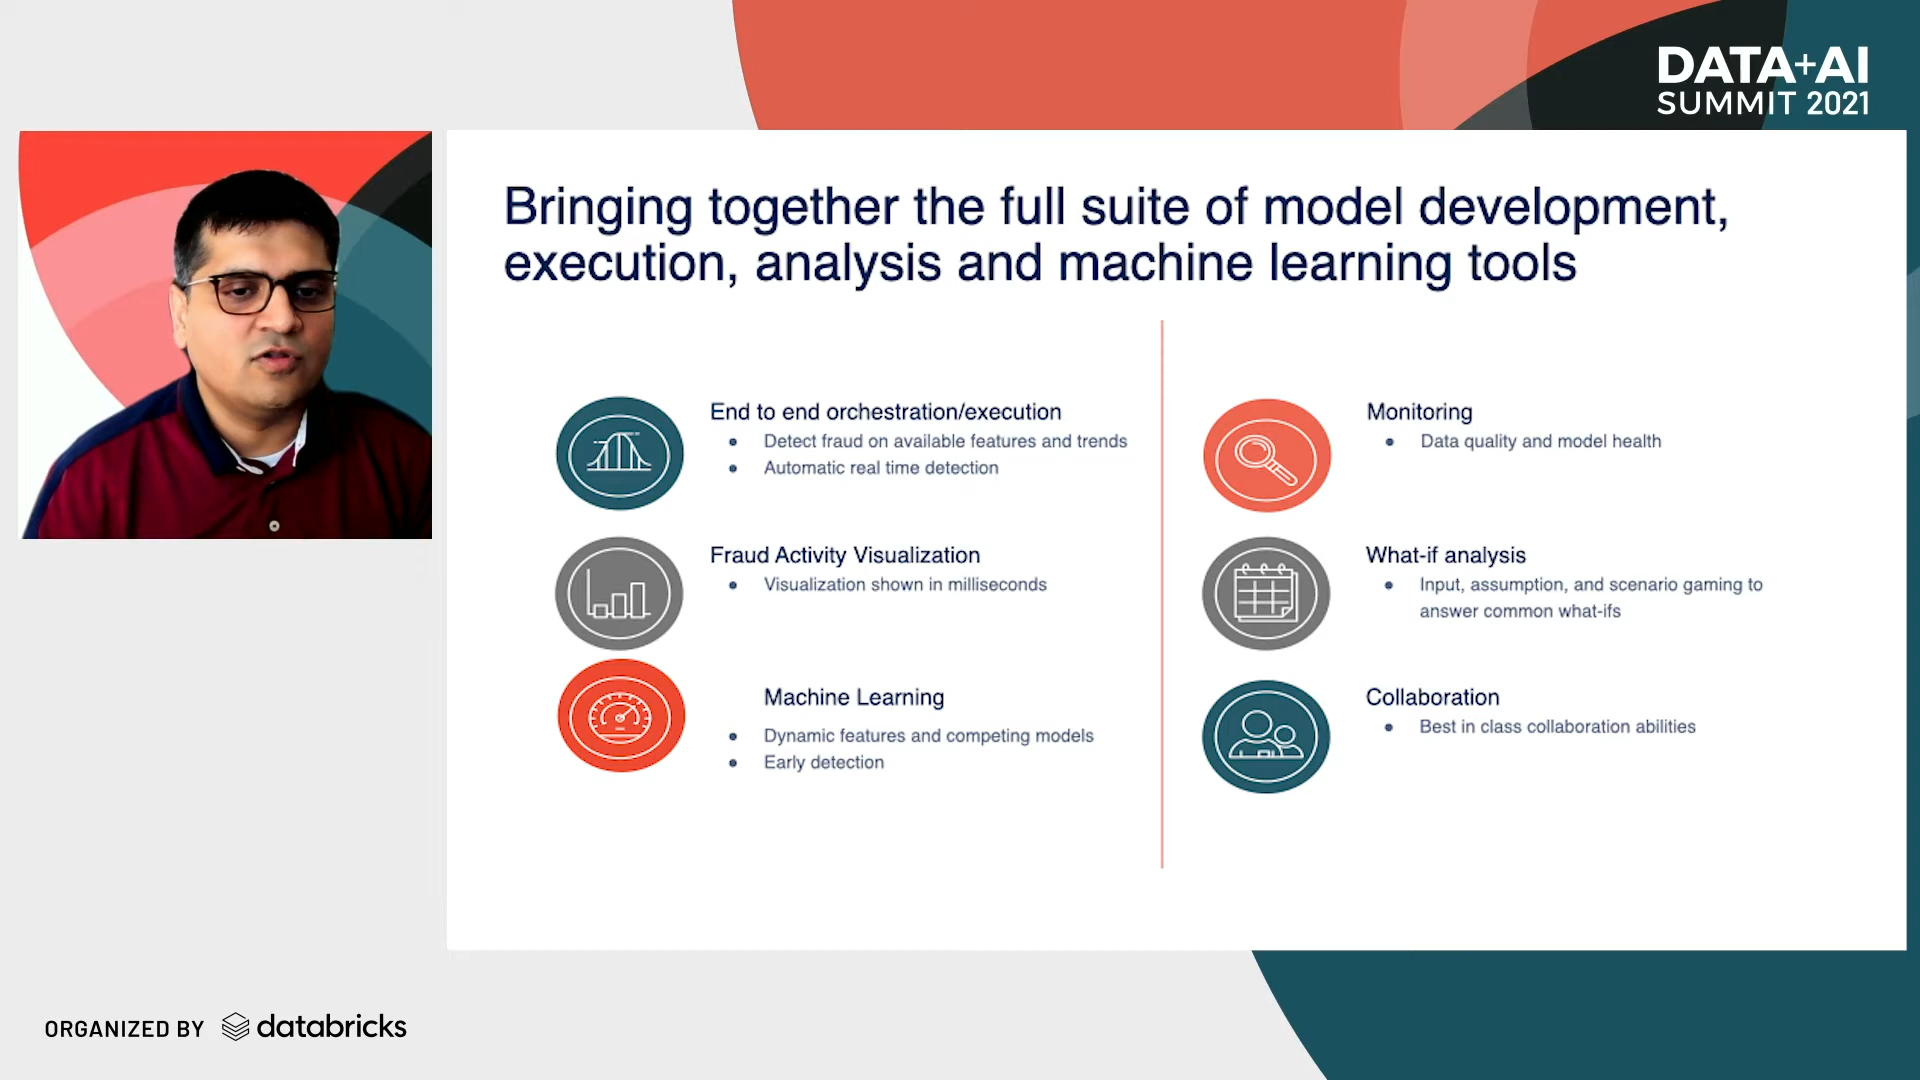 DATA+AI
SUMMIT 2021
Bringing together the full suite of model development,
execution, analysis and machine learning tools
End to end orchestration/execution
• Detect fraud on available features and trends
• Automatic real time detection
Fraud Activity Visualization
• Visualization shown in milliseconds
Machine Learning
• Dynamic features and competing models
• Early detection
Monitoring
• Data quality and model health
What-if analysis
• Input, assumption, and scenario gaming to
answer common what-ifs
Collaboration
• Best in class collaboration abilities
ORGANIZED BY databricks